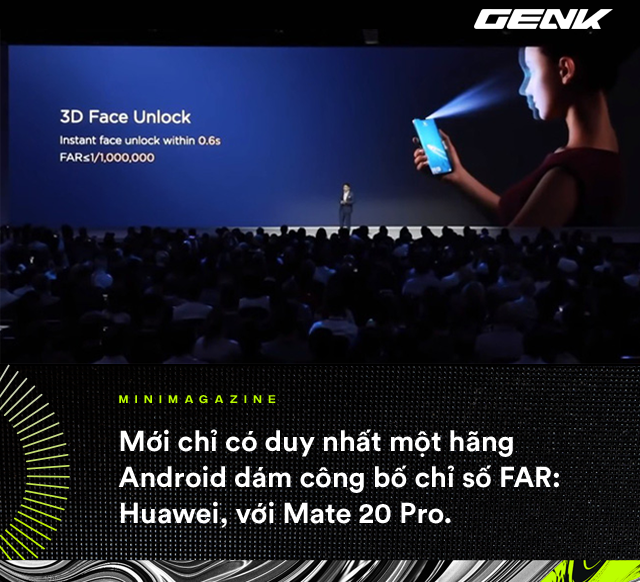 GENK
3D Face Unlock
Instant face unlock within 0.6s
FAR≤1/1,000,000
MINIMAGAZINE
Mới chỉ có duy nhất một hãng
Android dám công bố chỉ số FAR:
Huawei, với Mate 20 Pro.